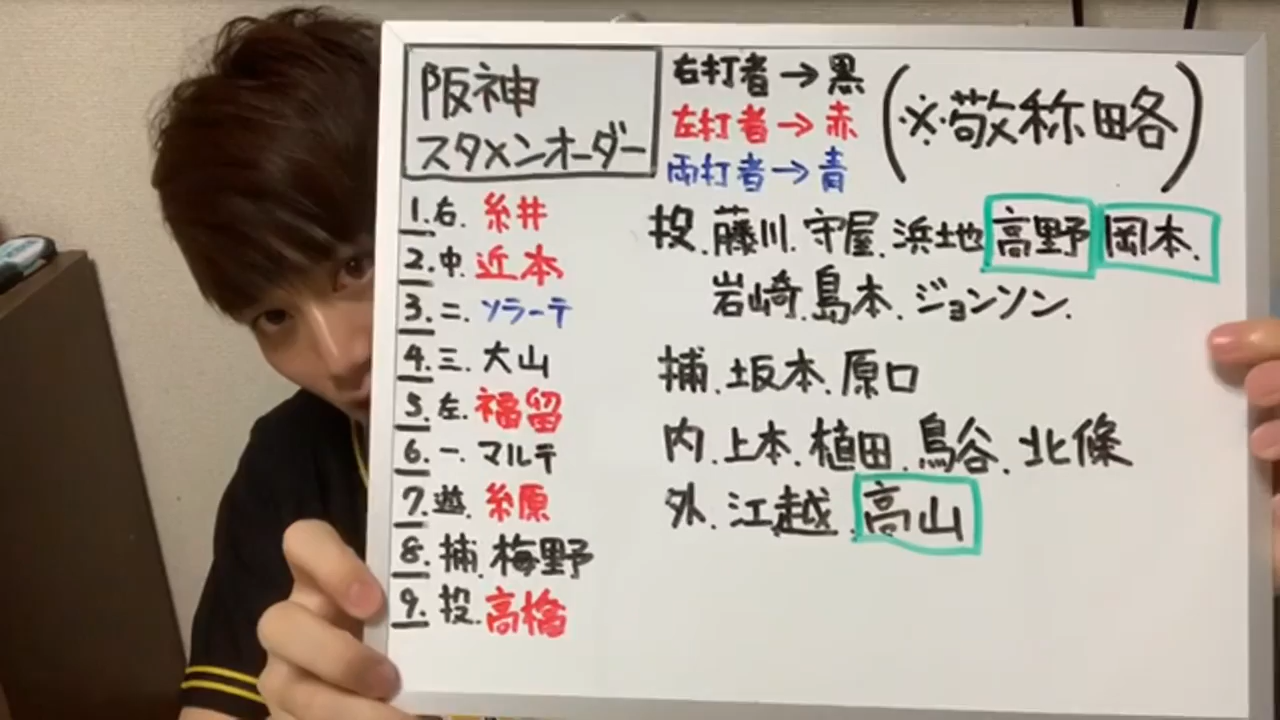 阪神
スタメンオーダー
右打者→黒
左打者→赤
両打者→青
(※敬称略)
1.右.糸井
2.中.近本
3.二.ソラーテ
4.三.大山
5.左.福留
6.一.マルテ
7.遊.糸原
8.捕.梅野
9.投.高橋
投.藤川.守屋.浜地高野岡本.
岩崎.島本.ジョンソン.
捕.坂本.原口
内.上本.植田.鳥谷.北條
外.江越.高山